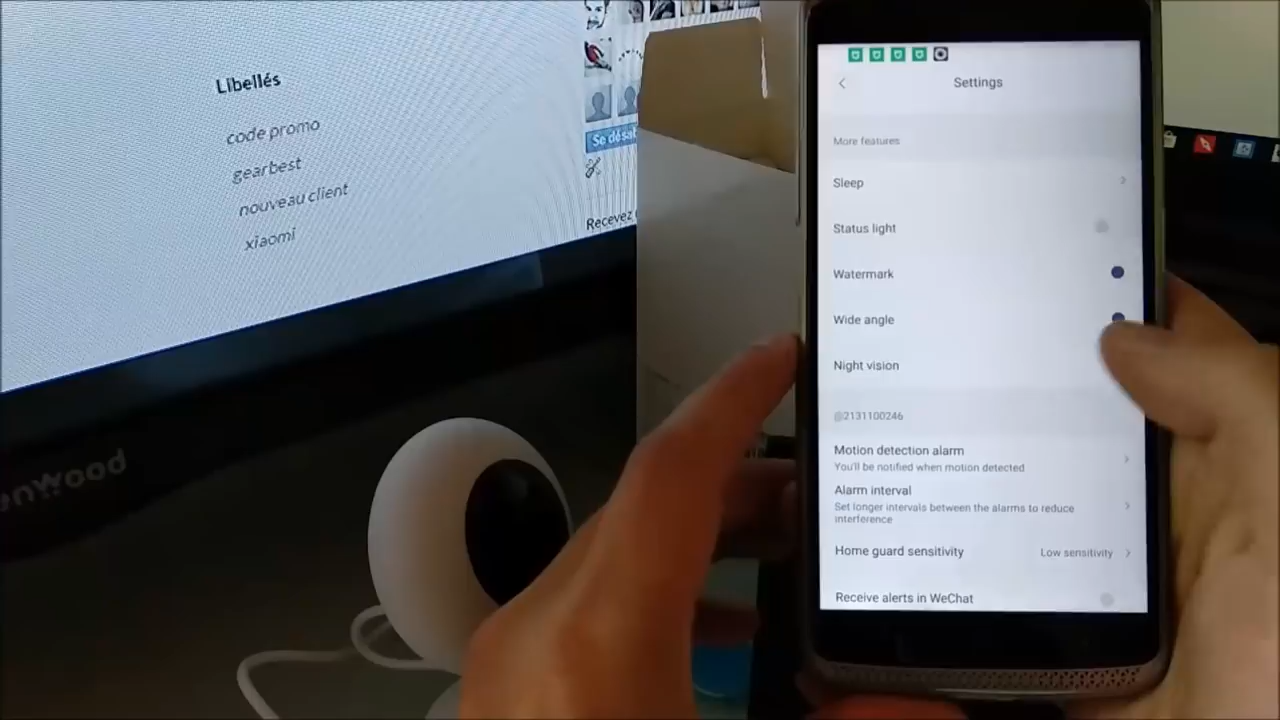 Libellés
code promo
gearbest
nouveau client
xiaomi
Recevez
Settings
More features
Sleep
Status light
Watermark
Wide angle
Night vision
@2131100246
Motion detection alarm
You'll be notified when motion detected
Alarm interval
Set longer intervals between the alarms to reduce
interference
Home guard sensitivity
Low sensitivity
Receive alerts in WeChat